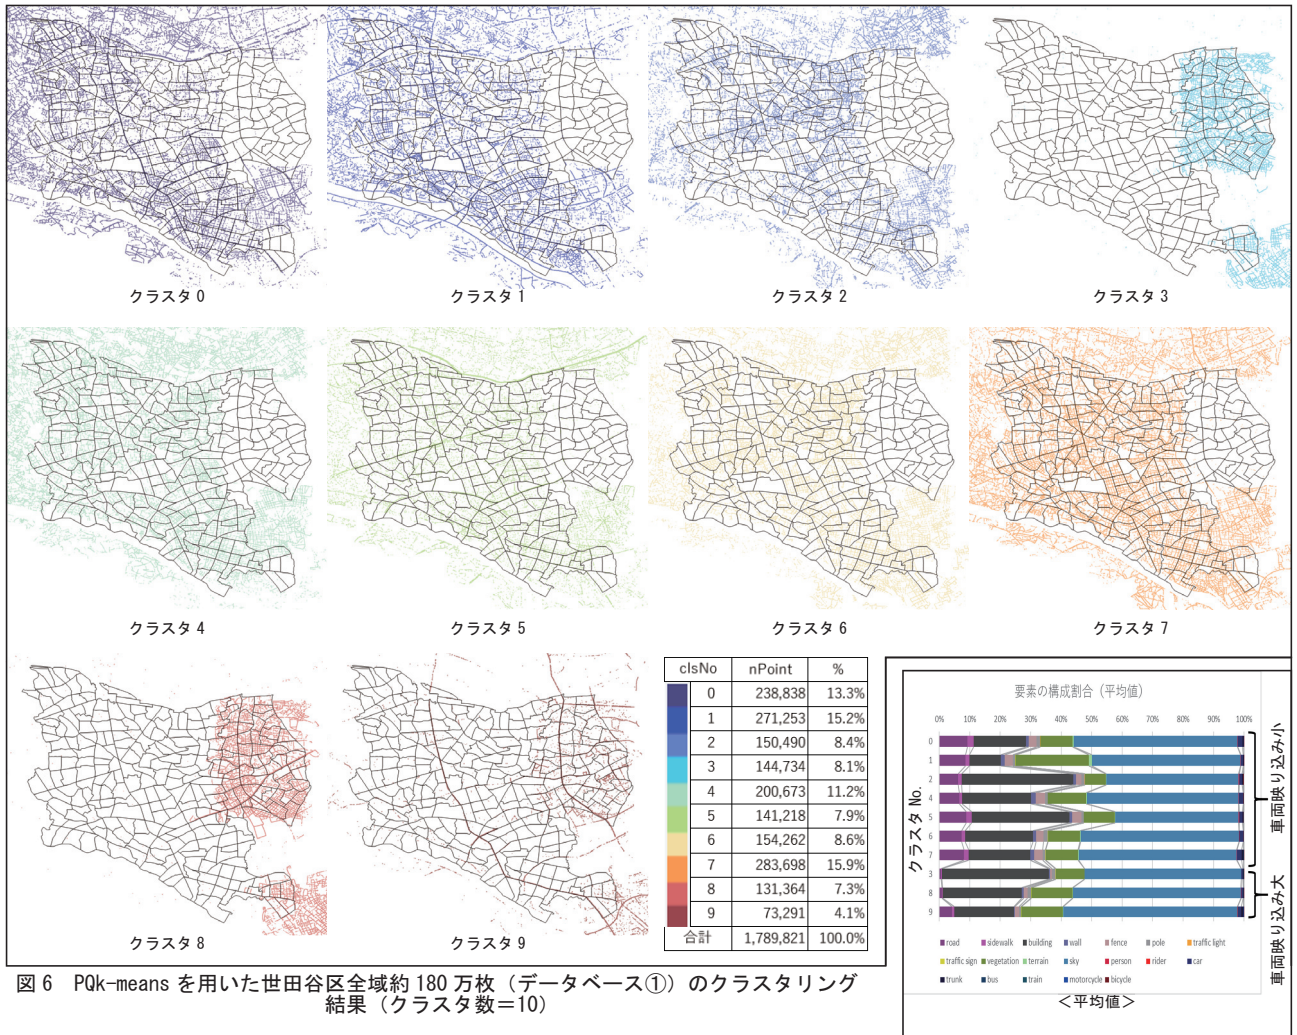 クラスタ 0
クラスタ 1
クラスタ 2
クラスタ 3
クラスタ 4
クラスタ 5
クラスタ 6
クラスタ 7
クラスタ 8
クラスタ 9
clsNo nPoint %
0 238,838 13.3%
1 271,253 15.2%
2 150,490 8.4%
3 144,734 8.1%
4 200,673 11.2%
5 141,218 7.9%
6 154,262 8.6%
7 283,698 15.9%
8 131,364 7.3%
9 73,291 4.1%
合計 1,789,821 100.0%
要素の構成割合（平均値）
0% 10% 20% 30% 40% 50% 60% 70% 80% 90% 100%
クラスタ No.
0
1
2
4
5
6
7
3
8
9
車両映り込み小
車両映り込み大
road sidewalk building wall fence pole traffic light
traffic sign vegetation terrain sky person rider car
trunk bus train motorcycle bicycle
＜平均値＞
図 6 PQk-means を用いた世田谷区全域約 180 万枚（データベース①）のクラスタリング
結果（クラスタ数＝10）